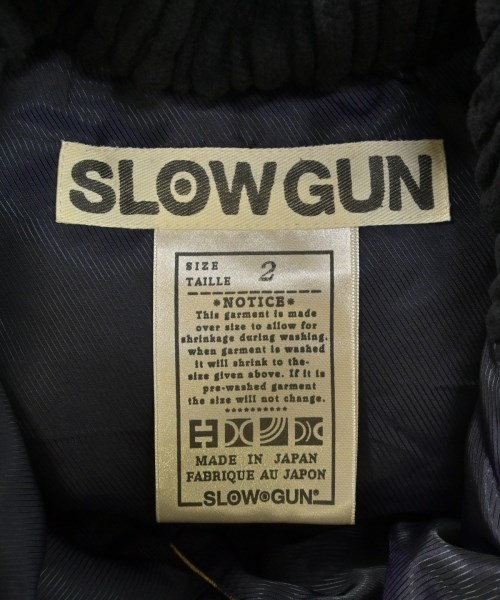 SLOWGUN
SIZE
TAILLE 2
*NOTICE*
This garment is made
over size to allow for
shrinkage during washing.
when garment is washed
it will shrink to the-
size given above. If it is
pre-washed garment
the size will not change.
**********
MADE IN JAPAN
FABRIQUE AU JAPON
SLOWGUN®